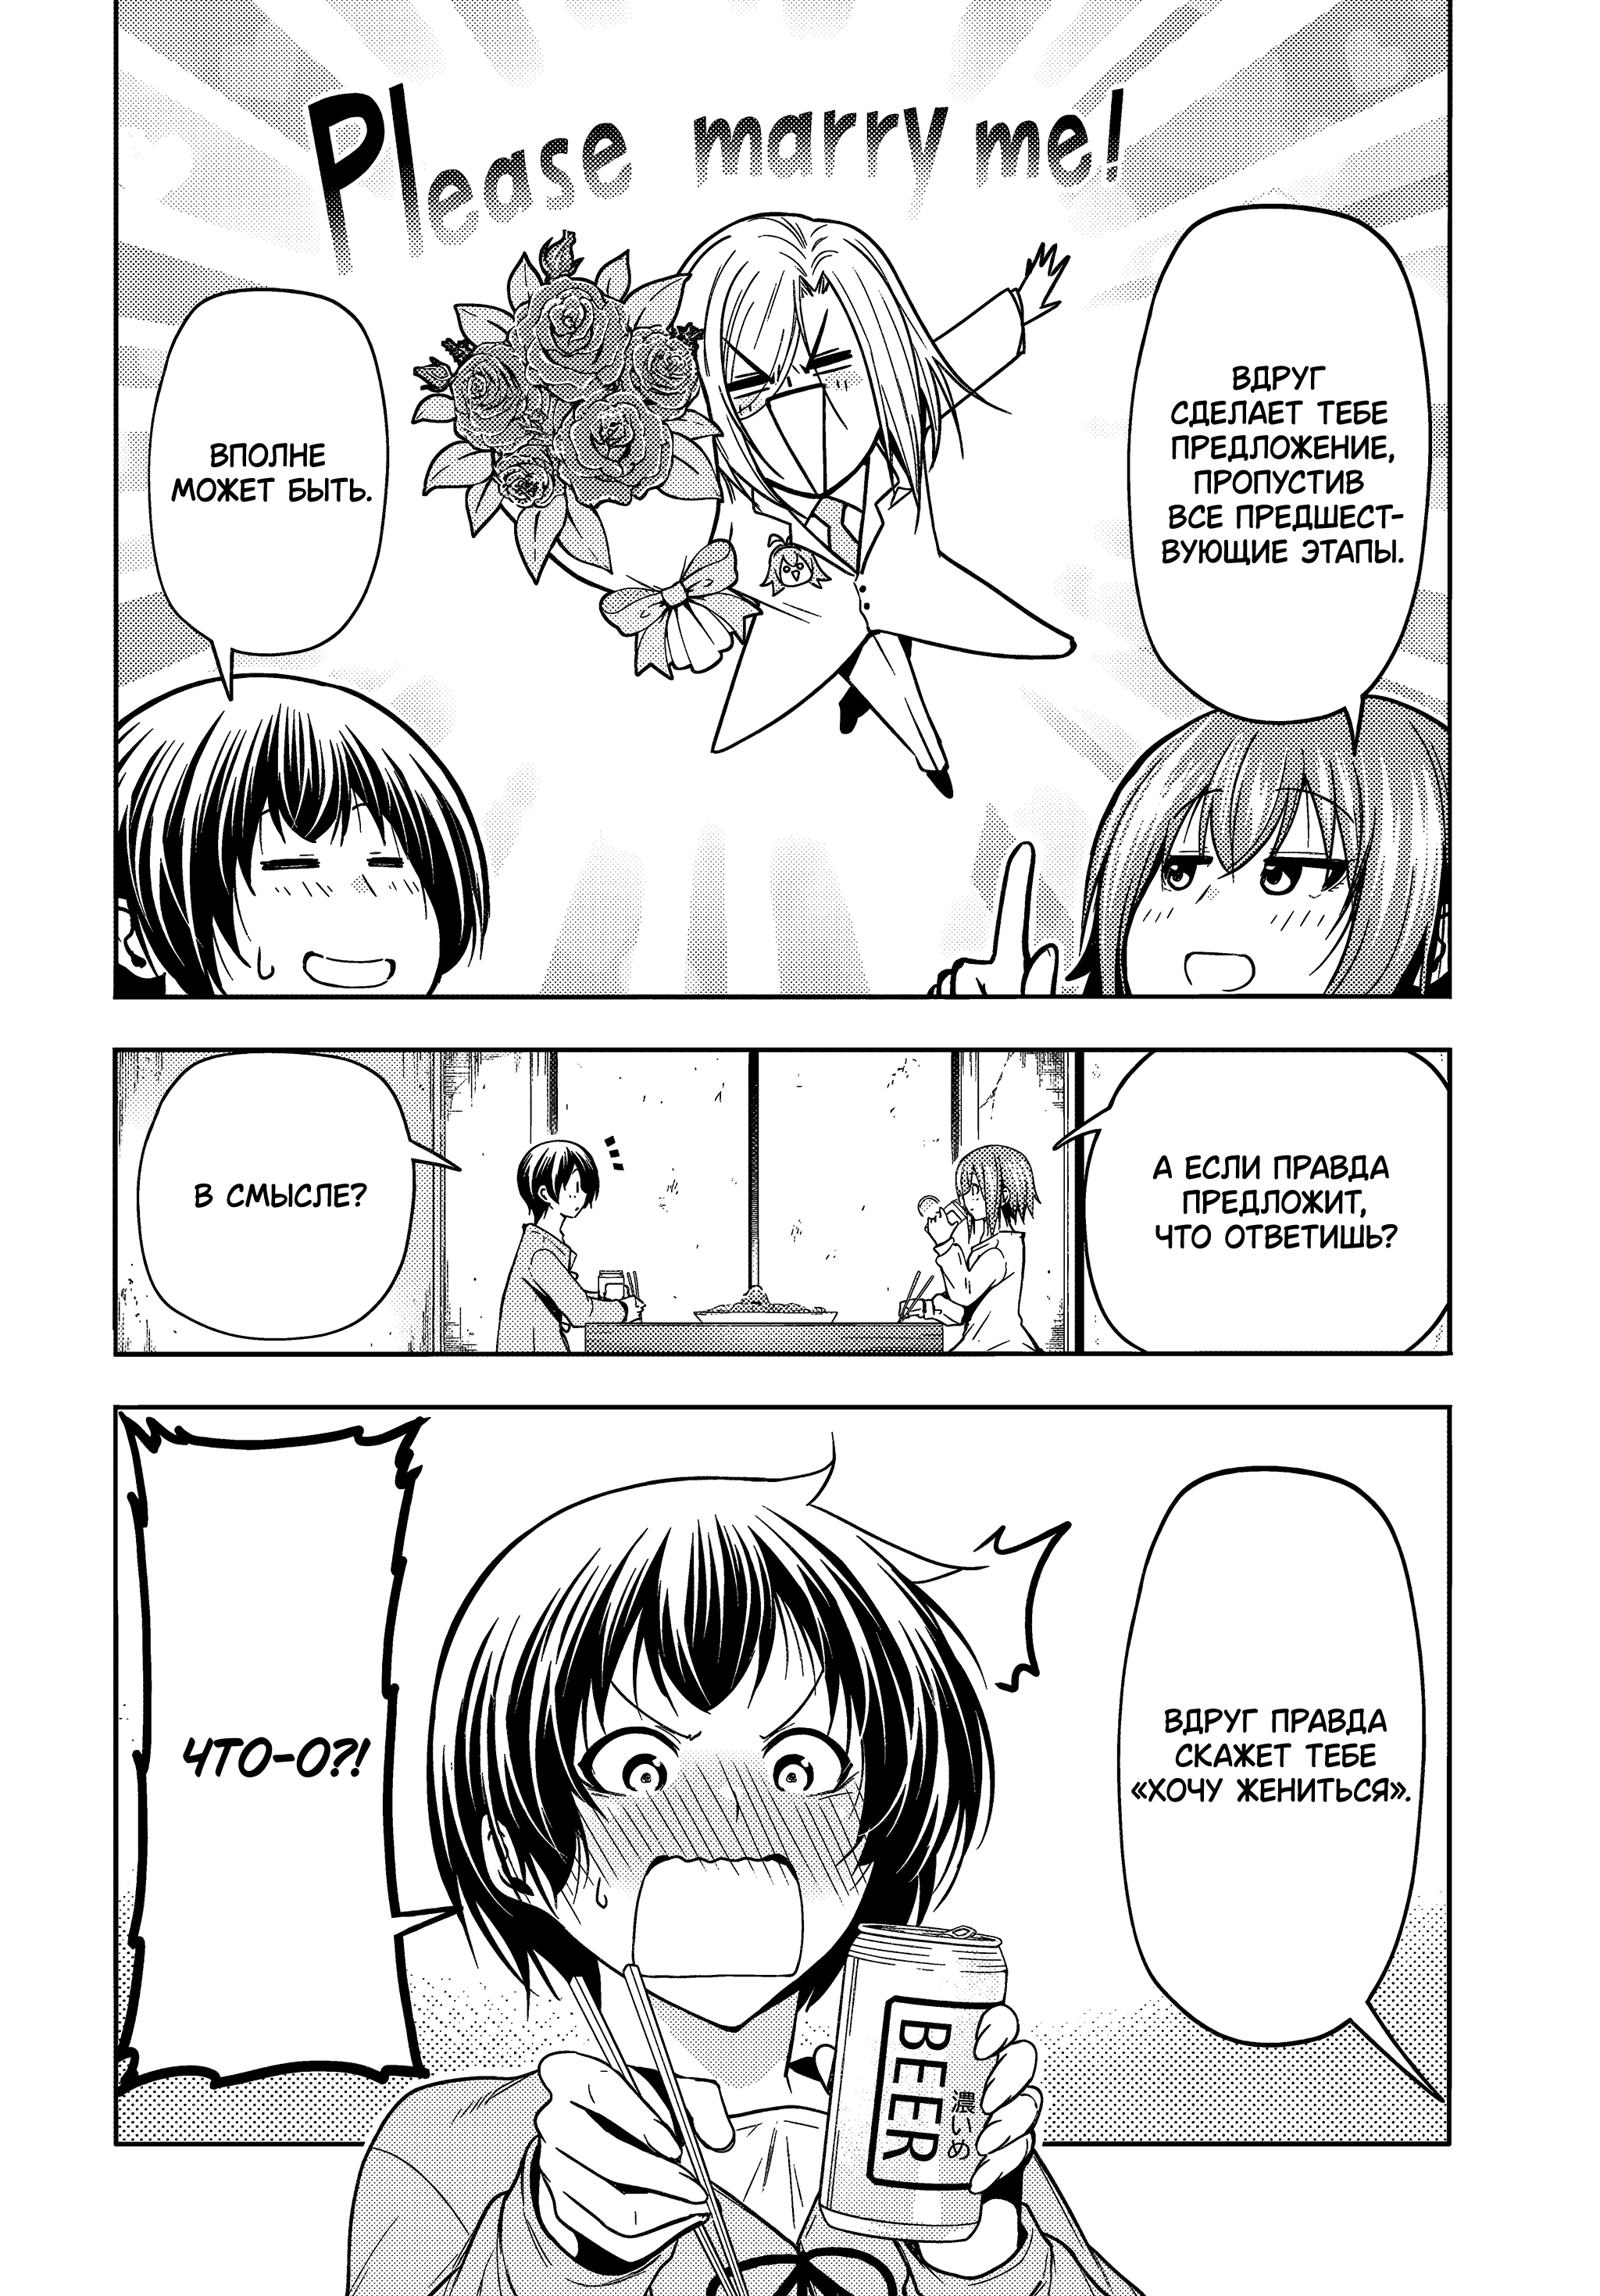 Please marry me!
ВДРУГ
СДЕЛАЕТ ТЕБЕ
ПРЕДЛОЖЕНИЕ,
ПРОПУСТИВ
ВСЕ ПРЕДШЕСТ-
ВУЮЩИЕ ЭТАПЫ.
ВПОЛНЕ
МОЖЕТ БЫТЬ.
А ЕСЛИ ПРАВДА
ПРЕДЛОЖИТ,
ЧТО ОТВЕТИШЬ?
В СМЫСЛЕ?
ВДРУГ ПРАВДА
СКАЖЕТ ТЕБЕ
«ХОЧУ ЖЕНИТЬСЯ».
ЧТО-О?!
BEER
濃いめ